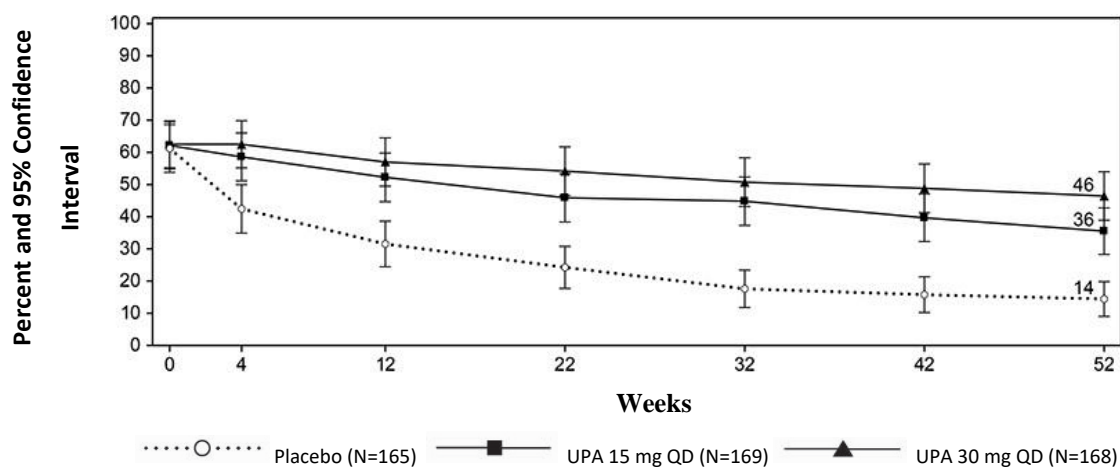 Percent and 95% Confidence
Interval
100
90
80
70
60
50
40
30
20
10
0
46
36
14
0 4 12 22 32 42 52
Weeks
Placebo (N=165) UPA 15 mg QD (N=169) UPA 30 mg QD (N=168)